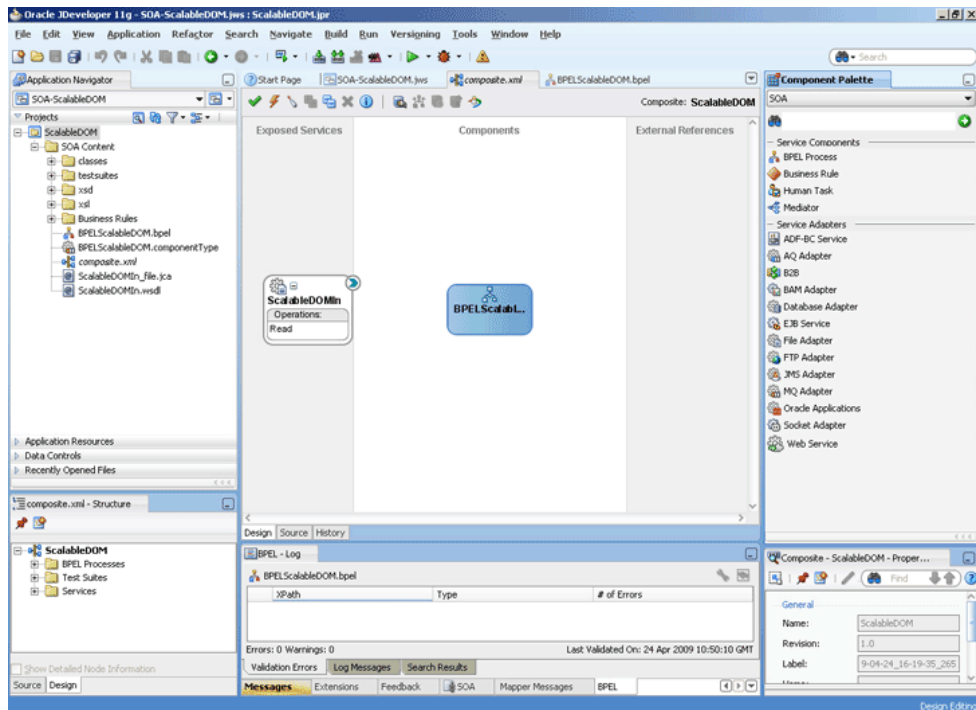 Oracle JDeveloper 11g - SOA-ScalableDOM.jws : ScalableDOM.jpr
File Edit View Application Refactor Search Navigate Build Run Versioning Tools Window Help
Search
Application Navigator
SOA-ScalableDOM
Projects
ScalableDOM
SOA Content
classes
testsuites
xsd
xsl
Business Rules
BPELScalableDOM.bpel
BPELScalableDOM.componentType
composite.xml
ScalableDOMIn_file.jca
ScalableDOMIn.wsdl
Application Resources
Data Controls
Recently Opened Files
composite.xml - Structure
ScalableDOM
BPEL Processes
Test Suites
Services
Show Detailed Node Information
Source Design
Start Page SOA-ScalableDOM.jws composite.xml BPELScalableDOM.bpel
Composite: ScalableDOM
Exposed Services Components External References
ScalableDOMIn
Operations:
Read
BPELScalabl...
Design Source History
BPEL - Log
BPELScalableDOM.bpel
XPath Type # of Errors
Errors: 0 Warnings: 0 Last Validated On: 24 Apr 2009 10:50:10 GMT
Validation Errors Log Messages Search Results
Messages Extensions Feedback SOA Mapper Messages BPEL
Component Palette
SOA
Service Components
BPEL Process
Business Rule
Human Task
Mediator
Service Adapters
ADF-BC Service
AQ Adapter
B2B
BAM Adapter
Database Adapter
EJB Service
File Adapter
FTP Adapter
JMS Adapter
MQ Adapter
Oracle Applications
Socket Adapter
Web Service
Composite - ScalableDOM - Proper...
Find
General
Name: ScalableDOM
Revision: 1.0
Label: 9-04-24_16-19-35_265
Design Editing